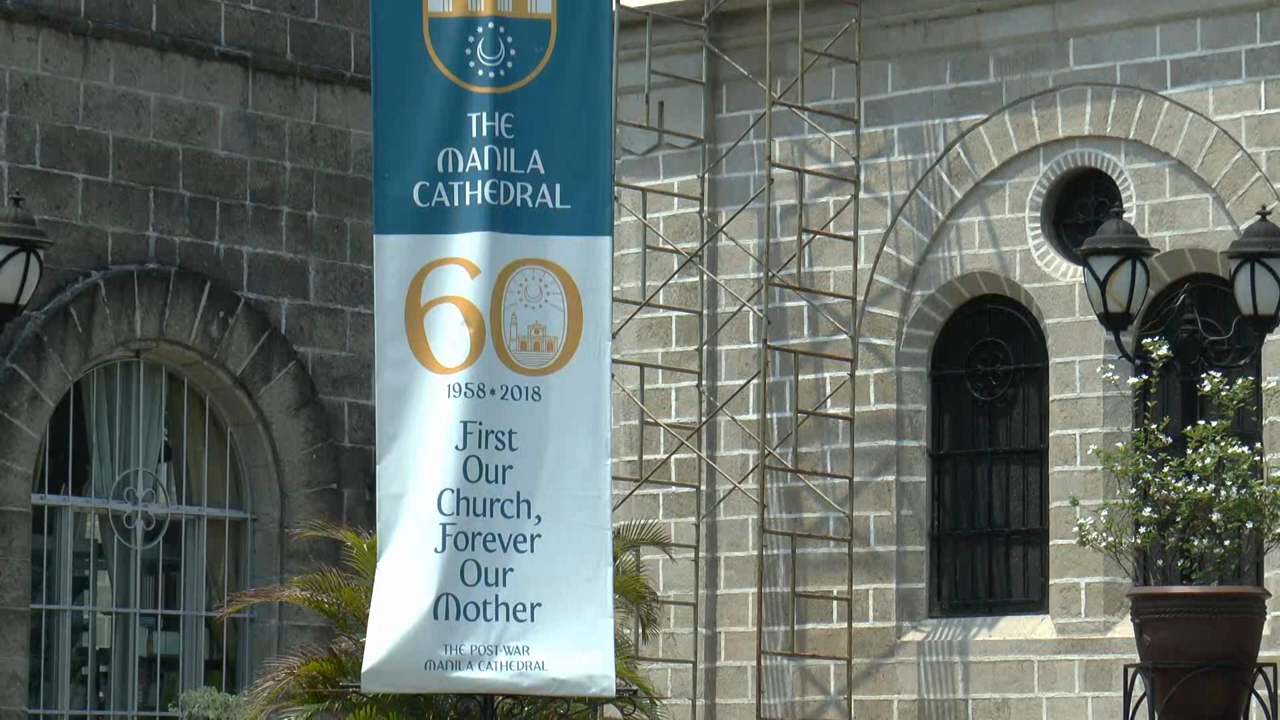 THE
MANILA
CATHEDRAL
60
1958•2018
First
Our
Church,
Forever
Our
Mother
THE POST-WAR
MANILA CATHEDRAL